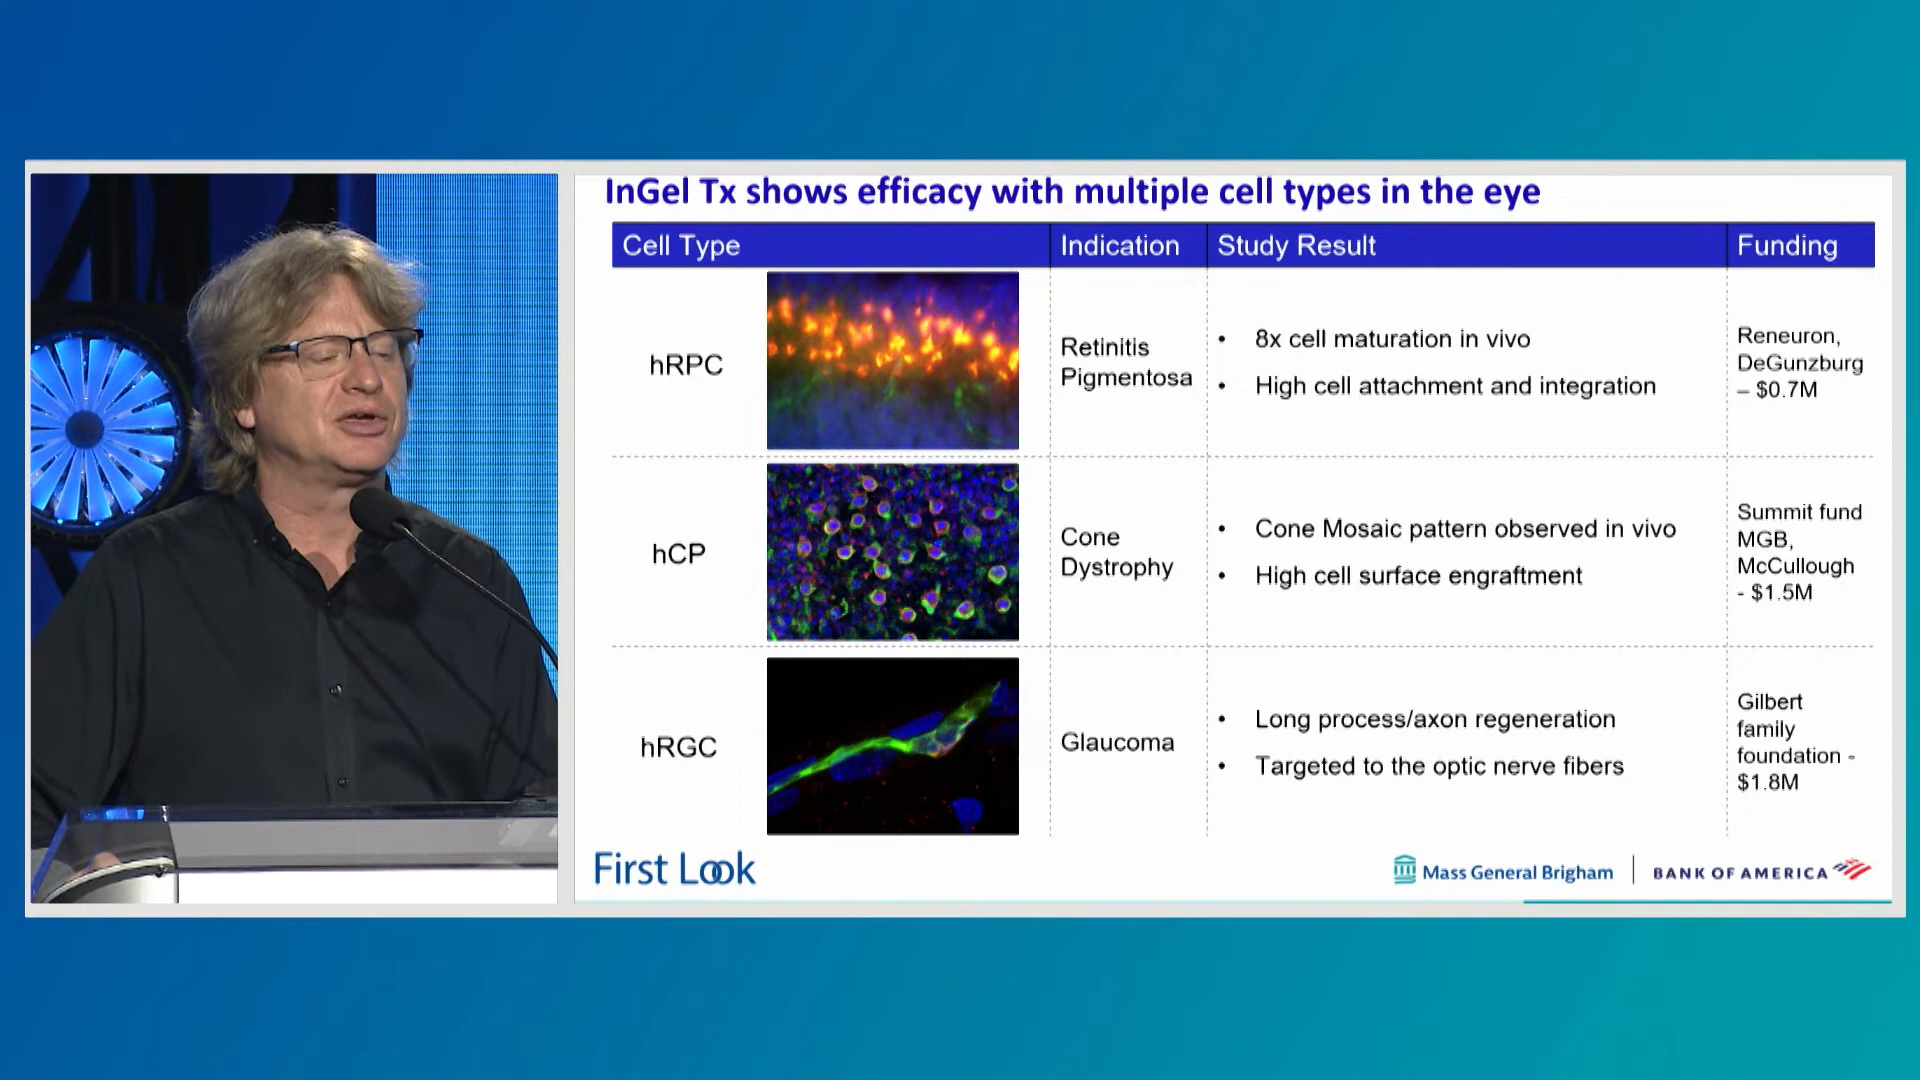 InGel Tx shows efficacy with multiple cell types in the eye
Cell Type
Indication
Study Result
Funding
hRPC
Retinitis
Pigmentosa
• 8x cell maturation in vivo
• High cell attachment and integration
Reneuron,
DeGunzburg
– $0.7M
hCP
Cone
Dystrophy
• Cone Mosaic pattern observed in vivo
• High cell surface engraftment
Summit fund
MGB,
McCullough
- $1.5M
hRGC
Glaucoma
• Long process/axon regeneration
• Targeted to the optic nerve fibers
Gilbert
family
foundation -
$1.8M
First Look
Mass General Brigham
BANK OF AMERICA